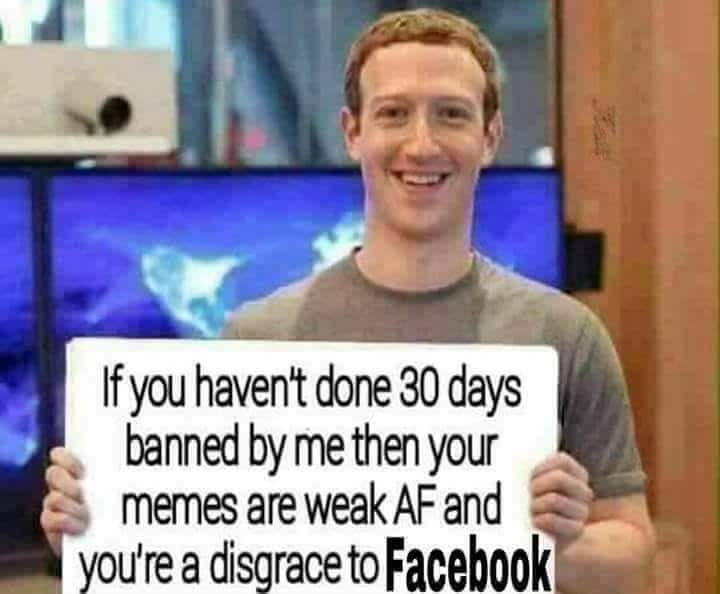 If you haven't done 30 days
banned by me then your
memes are weak AF and
you're a disgrace to Facebook